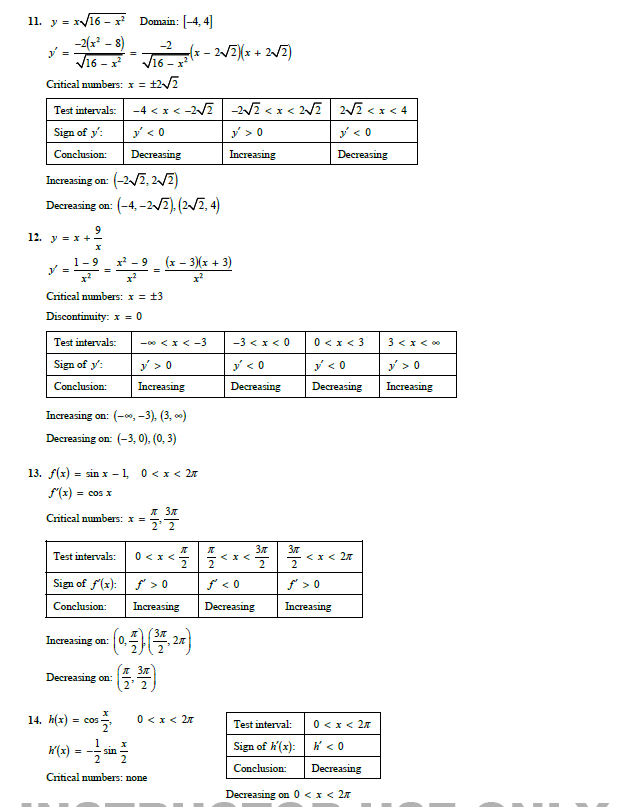 11. y = x√(16 − x²) Domain: [−4, 4]
y′ = −2(x² − 8)/√(16 − x²) = −2/√(16 − x²) (x − 2√2)(x + 2√2)
Critical numbers: x = ±2√2
Test intervals: −4 < x < −2√2 −2√2 < x < 2√2 2√2 < x < 4
Sign of y′: y′ < 0 y′ > 0 y′ < 0
Conclusion: Decreasing Increasing Decreasing
Increasing on: (−2√2, 2√2)
Decreasing on: (−4, −2√2), (2√2, 4)
12. y = x + 9/x
y′ = (1 − 9)/x² = (x² − 9)/x² = (x − 3)(x + 3)/x²
Critical numbers: x = ±3
Discontinuity: x = 0
Test intervals: −∞ < x < −3 −3 < x < 0 0 < x < 3 3 < x < ∞
Sign of y′: y′ > 0 y′ < 0 y′ < 0 y′ > 0
Conclusion: Increasing Decreasing Decreasing Increasing
Increasing on: (−∞, −3), (3, ∞)
Decreasing on: (−3, 0), (0, 3)
13. f(x) = sin x − 1, 0 < x < 2π
f′(x) = cos x
Critical numbers: x = π/2, 3π/2
Test intervals: 0 < x < π/2 π/2 < x < 3π/2 3π/2 < x < 2π
Sign of f′(x): f′ > 0 f′ < 0 f′ > 0
Conclusion: Increasing Decreasing Increasing
Increasing on: (0, π/2), (3π/2, 2π)
Decreasing on: (π/2, 3π/2)
14. h(x) = cos x/2, 0 < x < 2π
h′(x) = −1/2 sin x/2
Critical numbers: none
Test interval: 0 < x < 2π
Sign of h′(x): h′ < 0
Conclusion: Decreasing
Decreasing on 0 < x < 2π
INSTRUCTOR USE ONLY